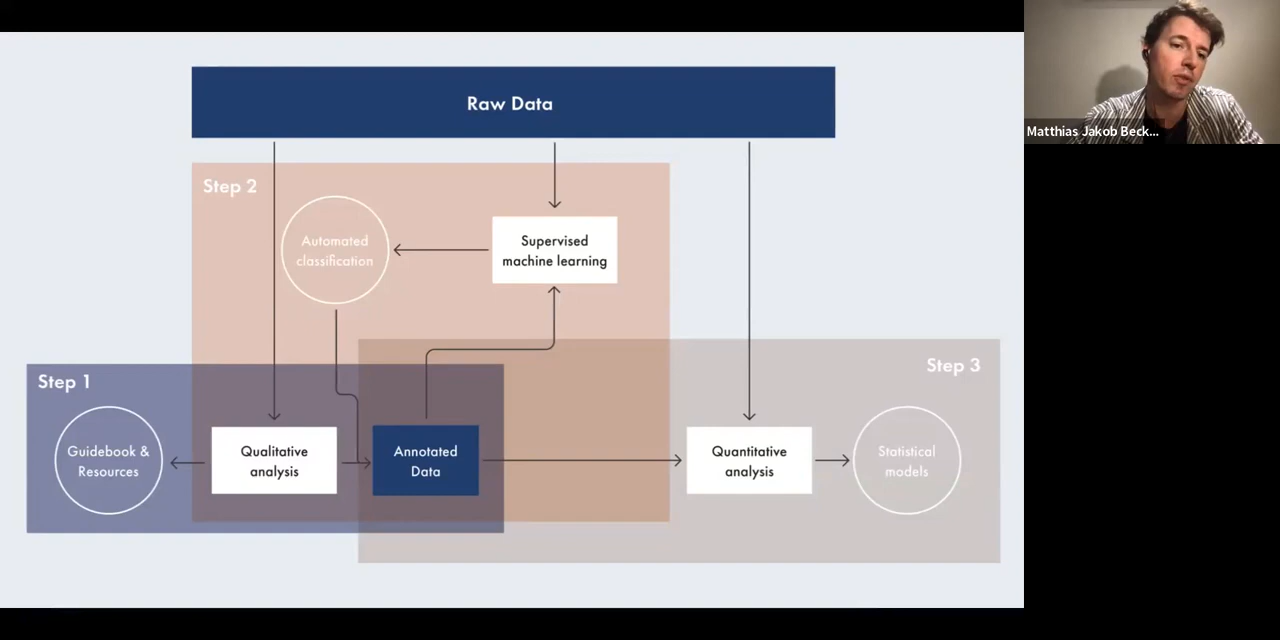 Raw Data
Step 2
Automated
classification
Supervised
machine learning
Step 3
Step 1
Guidebook &
Resources
Qualitative
analysis
Annotated
Data
Quantitative
analysis
Statistical
models
Matthias Jakob Beck...